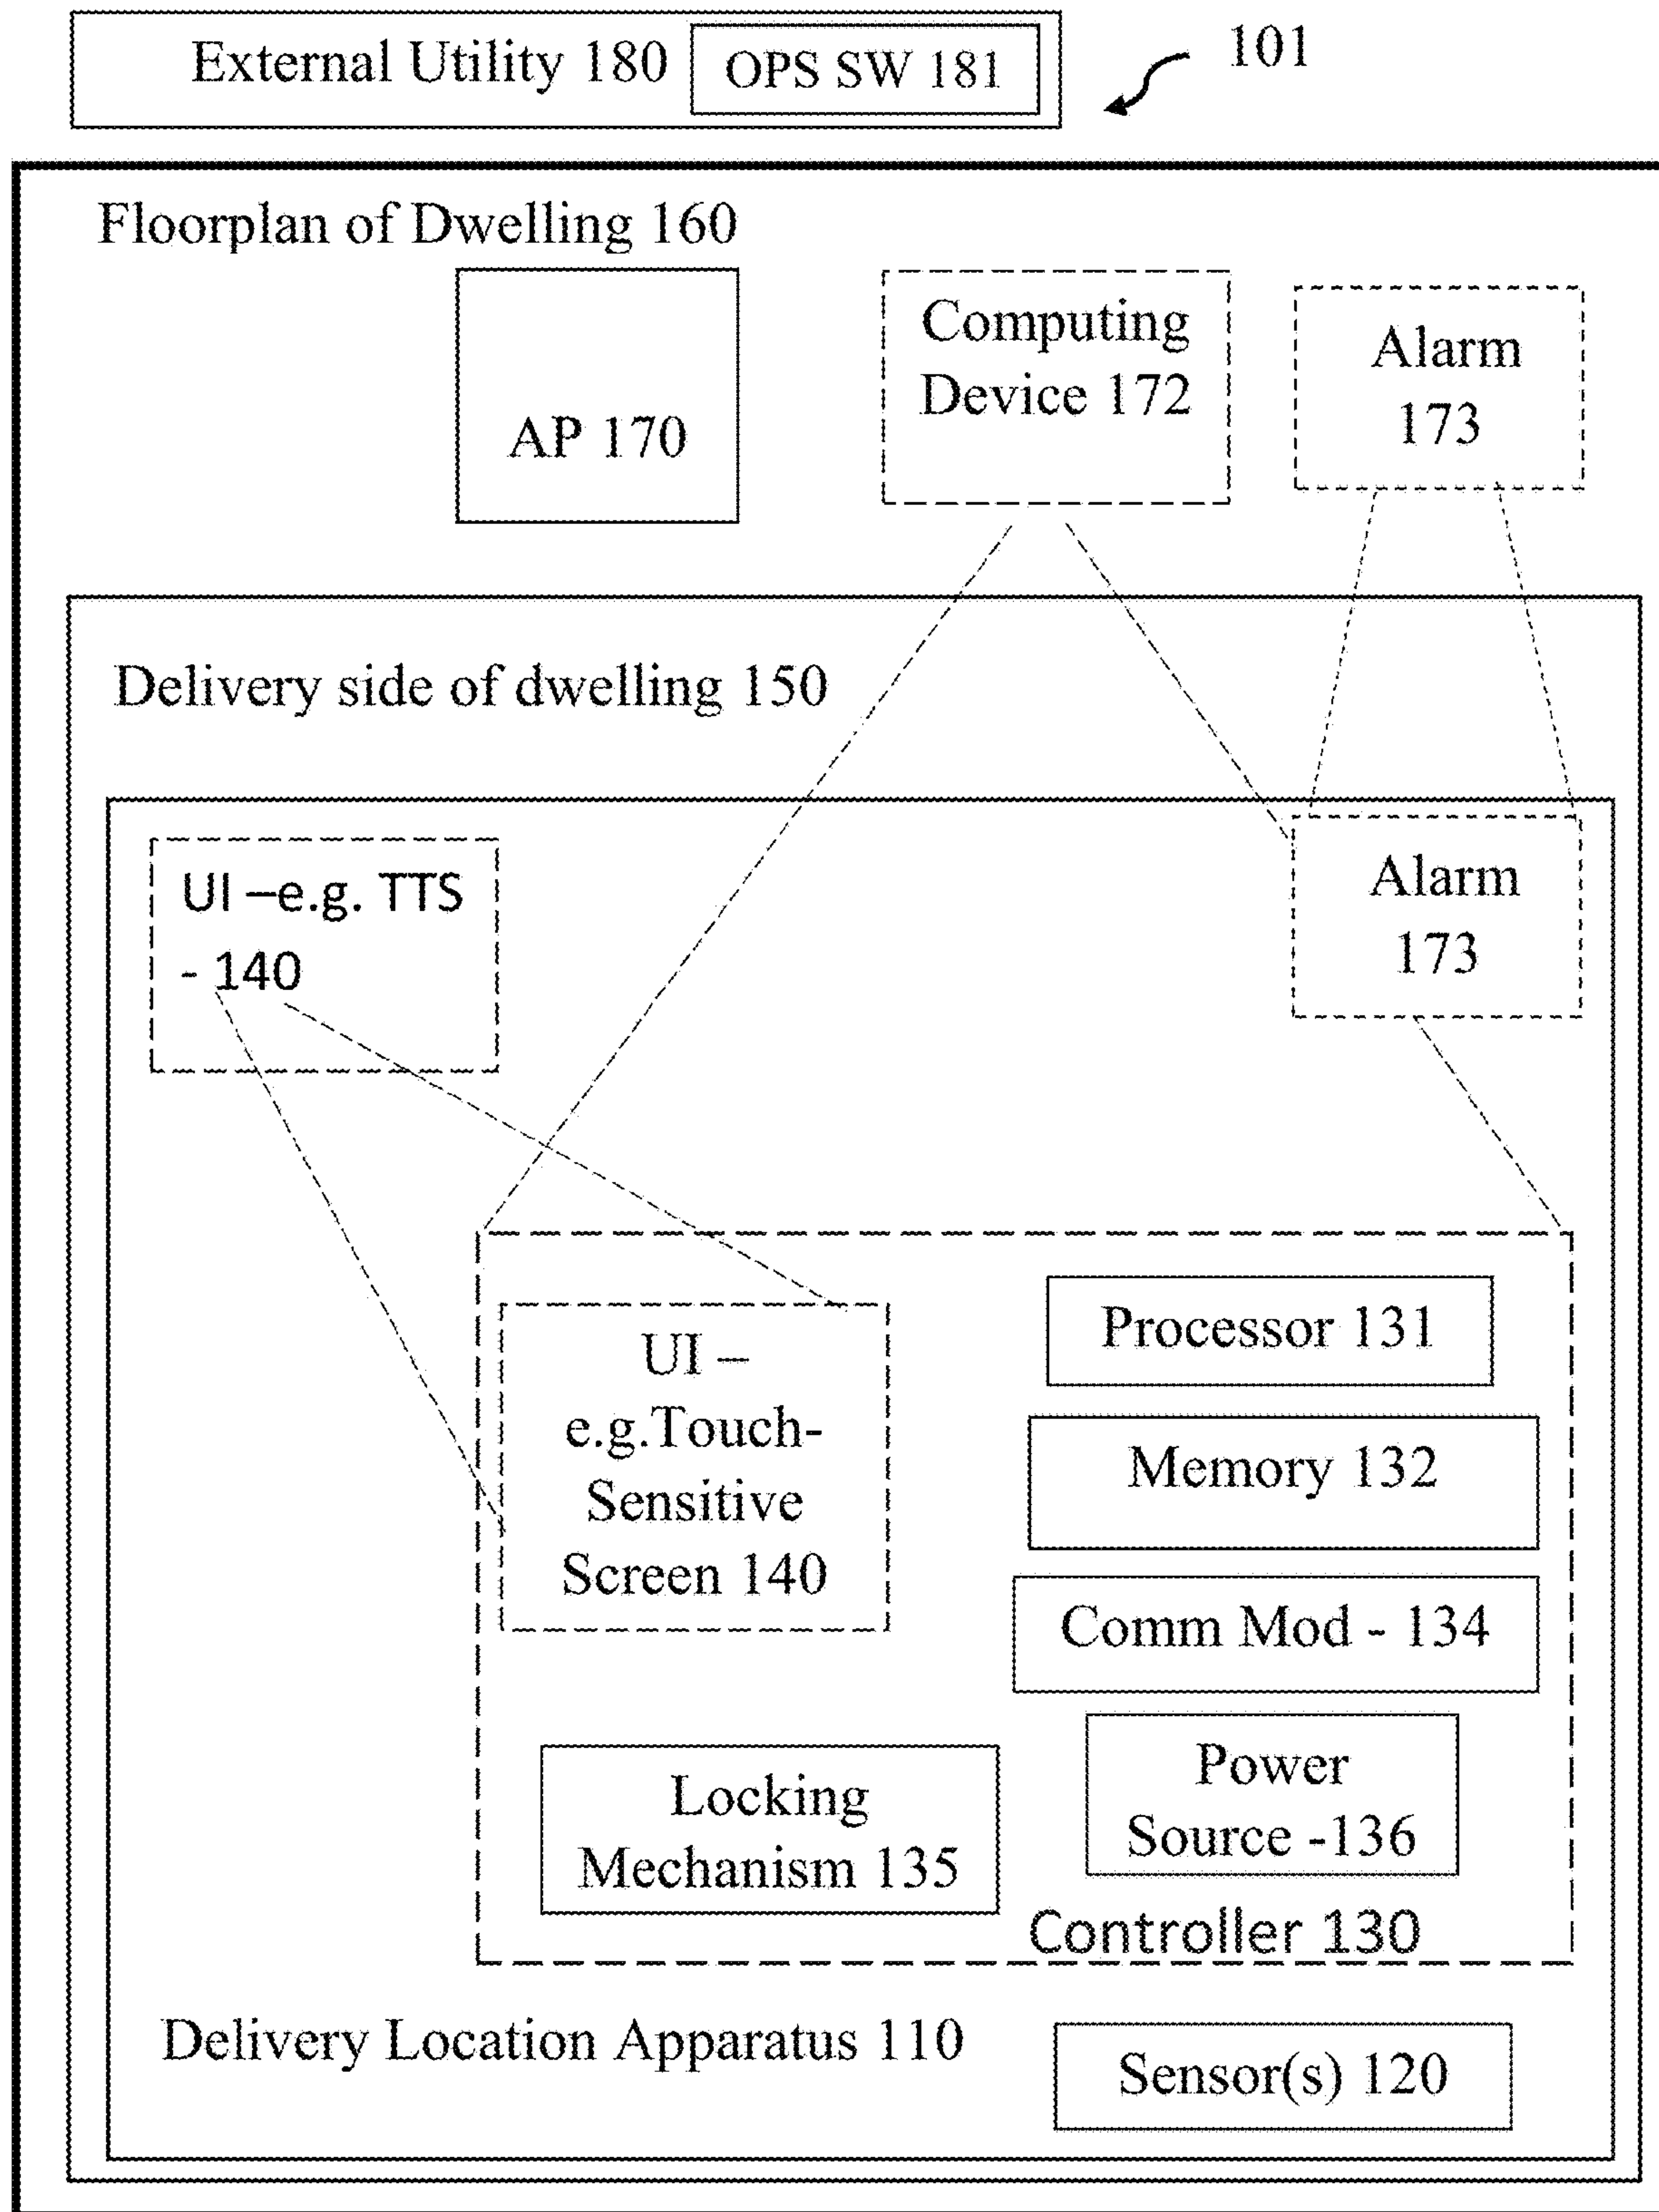 External Utility 180
OPS SW 181
101
Floorplan of Dwelling 160
AP 170
Computing
Device 172
Alarm
173
Delivery side of dwelling 150
UI –e.g. TTS
- 140
Alarm
173
UI –
e.g.Touch-
Sensitive
Screen 140
Processor 131
Memory 132
Comm Mod - 134
Locking
Mechanism 135
Power
Source -136
Controller 130
Delivery Location Apparatus 110
Sensor(s) 120